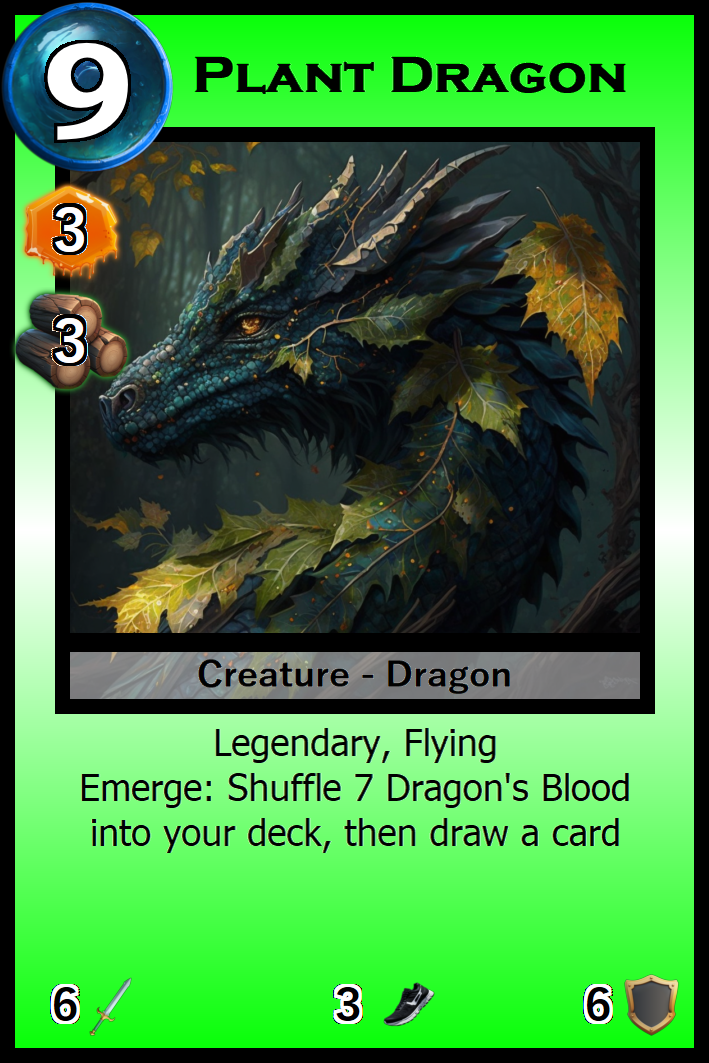 9
Plant Dragon
3
3
Creature - Dragon
Legendary, Flying
Emerge: Shuffle 7 Dragon's Blood
into your deck, then draw a card
6 3 6